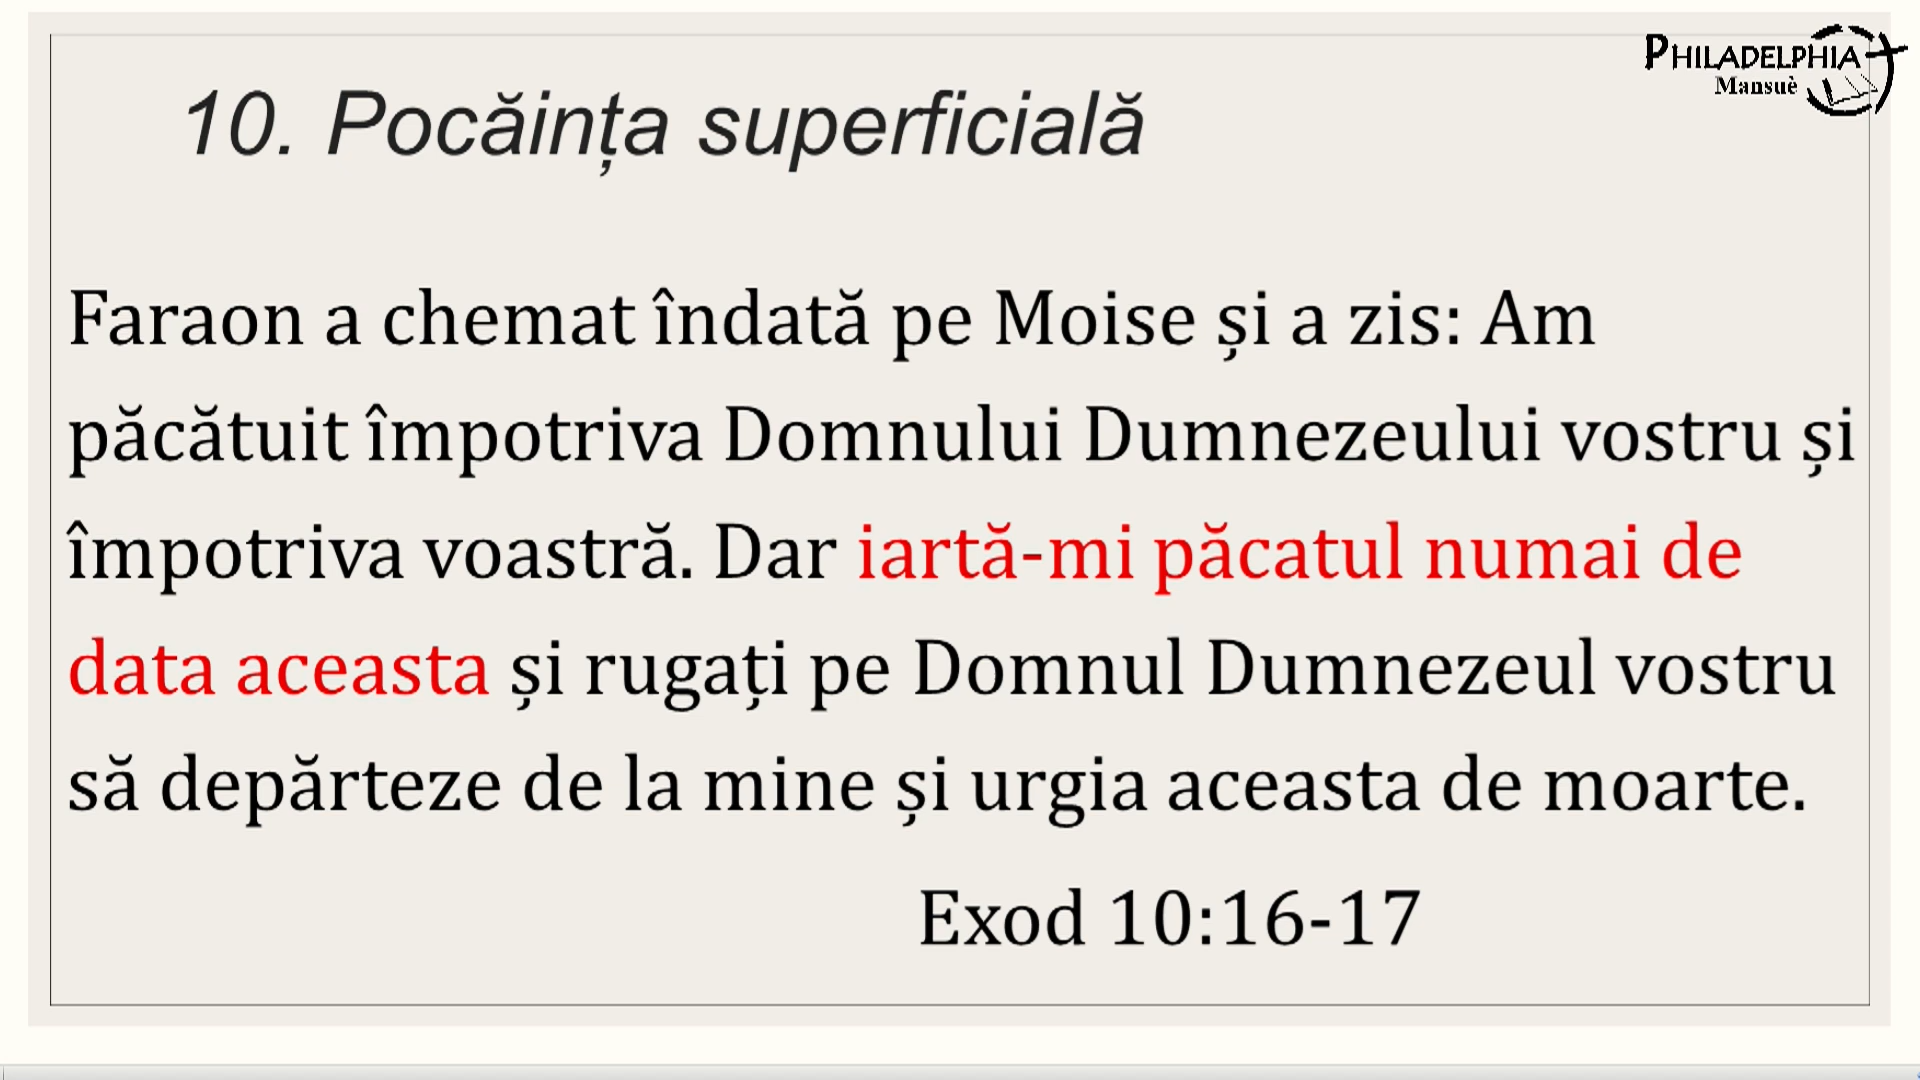 PHILADELPHIA
Mansuè
10. Pocăința superficială
Faraon a chemat îndată pe Moise și a zis: Am
păcătuit împotriva Domnului Dumnezeului vostru și
împotriva voastră. Dar iartă-mi păcatul numai de
data aceasta și rugați pe Domnul Dumnezeul vostru
să depărteze de la mine și urgia aceasta de moarte.
Exod 10:16-17